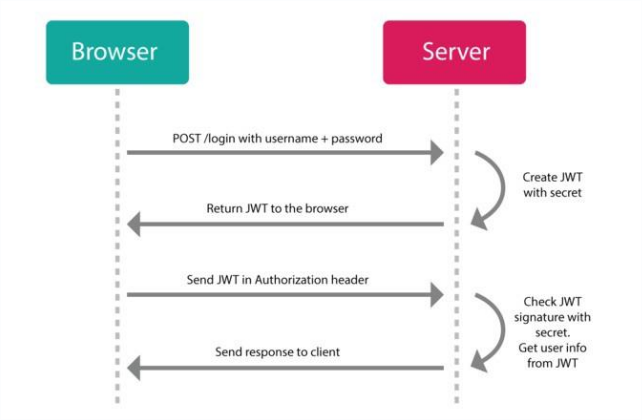 Browser
Server
POST /login with username + password
Create JWT
with secret
Return JWT to the browser
Send JWT in Authorization header
Check JWT
signature with
secret.
Get user info
from JWT
Send response to client